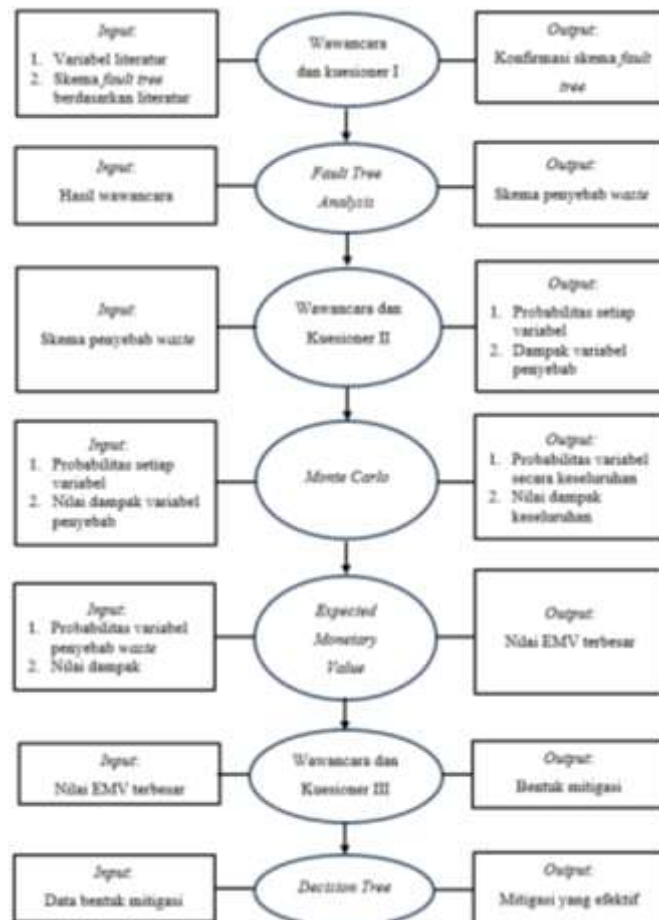 Input:
1. Variabel literatur
2. Skema fault tree
berdasarkan literatur
Wawancara
dan kuesioner I
Output:
Konfirmasi skema fault
tree
Input:
Hasil wawancara
Fault Tree
Analysis
Output:
Skema penyebab waste
Input:
Skema penyebab waste
Wawancara dan
Kuesioner II
Output:
1. Probabilitas setiap
variabel
2. Dampak variabel
penyebab
Input:
1. Probabilitas setiap
variabel
2. Nilai dampak variabel
penyebab
Monte Carlo
Output:
1. Probabilitas variabel
secara keseluruhan
2. Nilai dampak
keseluruhan
Input:
1. Probabilitas variabel
penyebab waste
2. Nilai dampak
Expected
Monetary
Value
Output:
Nilai EMV terbesar
Input:
Nilai EMV terbesar
Wawancara dan
Kuesioner III
Output:
Bentuk mitigasi
Input:
Data bentuk mitigasi
Decision Tree
Output:
Mitigasi yang efektif